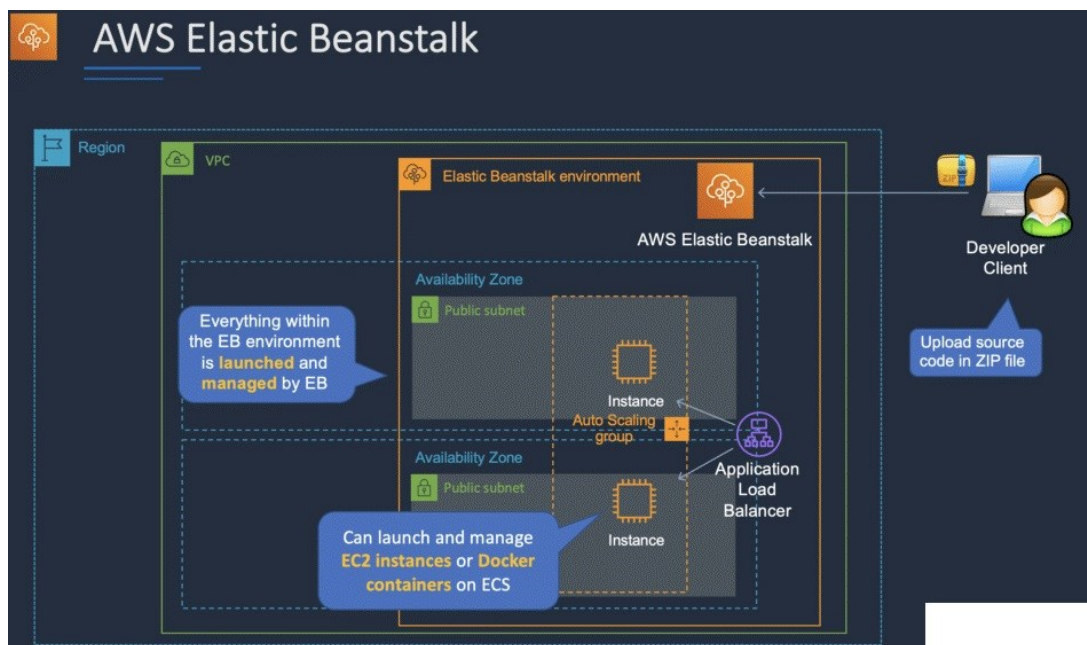 AWS Elastic Beanstalk
Region
VPC
Elastic Beanstalk environment
ZIP
AWS Elastic Beanstalk
Developer
Client
Availability Zone
Public subnet
Everything within
the EB environment
is launched and
managed by EB
Upload source
code in ZIP file
Instance
Auto Scaling
group
Availability Zone
Application
Load
Balancer
Public subnet
Can launch and manage
EC2 instances or Docker
containers on ECS
Instance